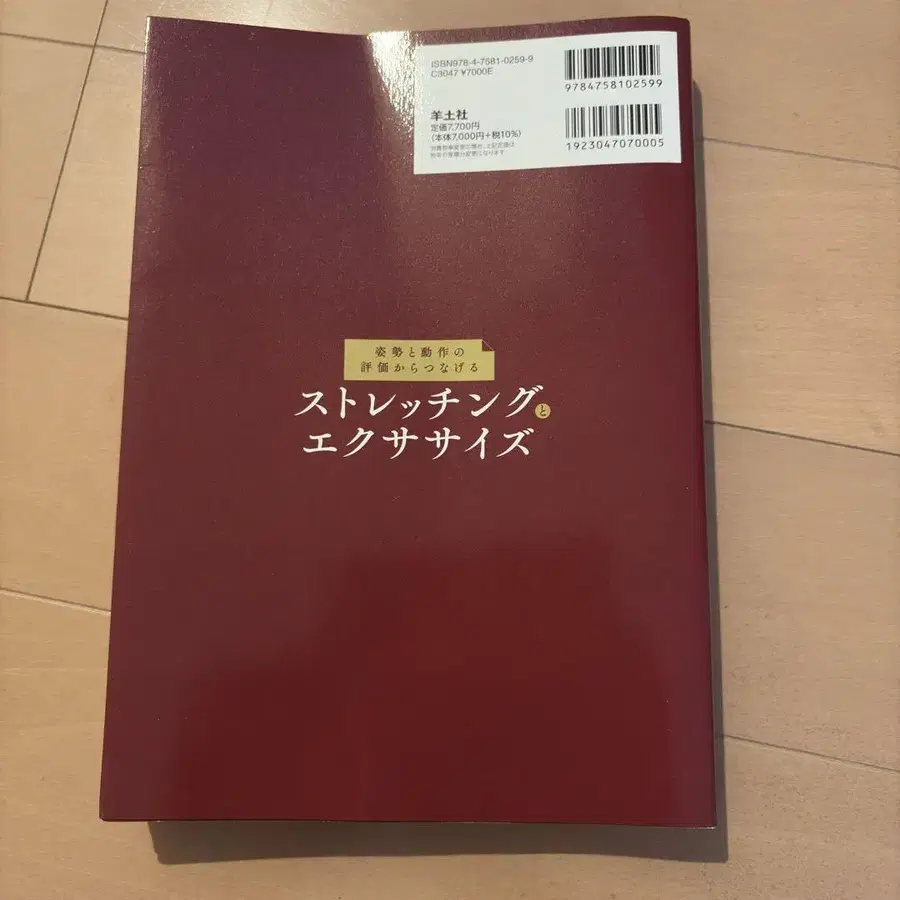 ISBN978-4-7581-0259-9
C3047 ¥7000E
羊土社
定価7,700円
(本体7,000円+税10%)
9784758102599
1923047070005
姿勢と動作の
評価からつなげる
ストレッチングと
エクササイズ